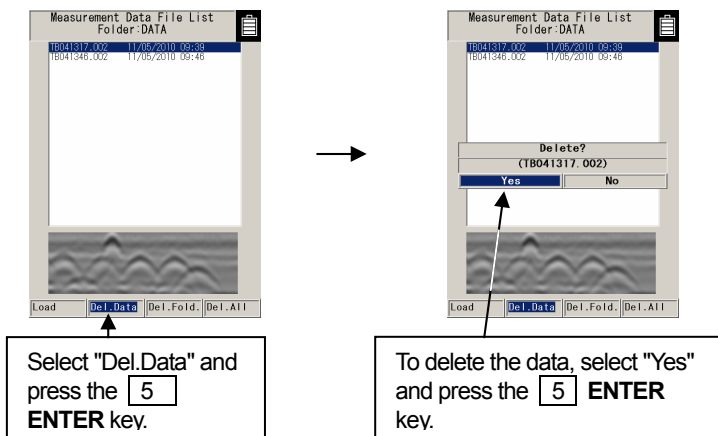 Measurement Data File List
Folder:DATA
TB041317.002 11/05/2010 09:39
TB041346.002 11/05/2010 09:46
Load Del.Data Del.Fold. Del.All
Select "Del.Data" and
press the 5
ENTER key.
Measurement Data File List
Folder:DATA
TB041317.002 11/05/2010 09:39
TB041346.002 11/05/2010 09:46
Delete?
(TB041317.002)
Yes No
Load Del.Data Del.Fold. Del.All
To delete the data, select "Yes"
and press the 5 ENTER
key.